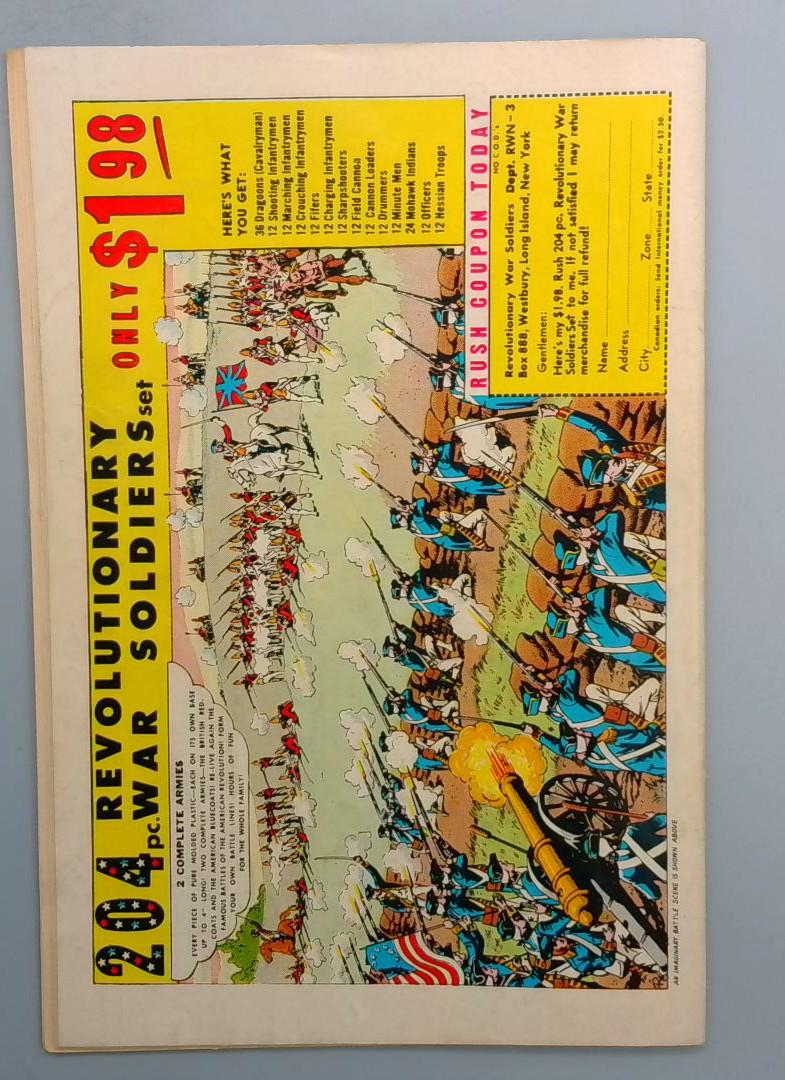 204 pc. REVOLUTIONARY
WAR SOLDIERS set
ONLY $1 98
2 COMPLETE ARMIES
EVERY PIECE OF PURE MOLDED PLASTIC—EACH ON ITS OWN BASE
UP TO 4" LONG! TWO COMPLETE ARMIES—THE BRITISH RED-
COATS AND THE AMERICAN BLUECOATS! RE-LIVE AGAIN THE
FAMOUS BATTLES OF THE AMERICAN REVOLUTION! FORM
YOUR OWN BATTLE LINES! HOURS OF FUN
FOR THE WHOLE FAMILY!
HERE'S WHAT
YOU GET:
36 Dragoons (Cavalryman)
12 Shooting Infantrymen
12 Marching Infantrymen
12 Crouching Infantrymen
12 Fifers
12 Charging Infantrymen
12 Sharpshooters
12 Field Cannon
12 Cannon Loaders
12 Drummers
12 Minute Men
24 Mohawk Indians
12 Officers
12 Hessian Troops
RUSH COUPON TODAY
NO C.O.D.'s
Revolutionary War Soldiers Dept. RWN-3
Box 888, Westbury, Long Island, New York
Gentlemen:
Here's my $1.98. Rush 204 pc. Revolutionary War
Soldiers Set to me. If not satisfied I may return
merchandise for full refund!
Name
Address
City Zone State
Canadian orders: Send International money order for $2.50.
AN IMAGINARY BATTLE SCENE IS SHOWN ABOVE